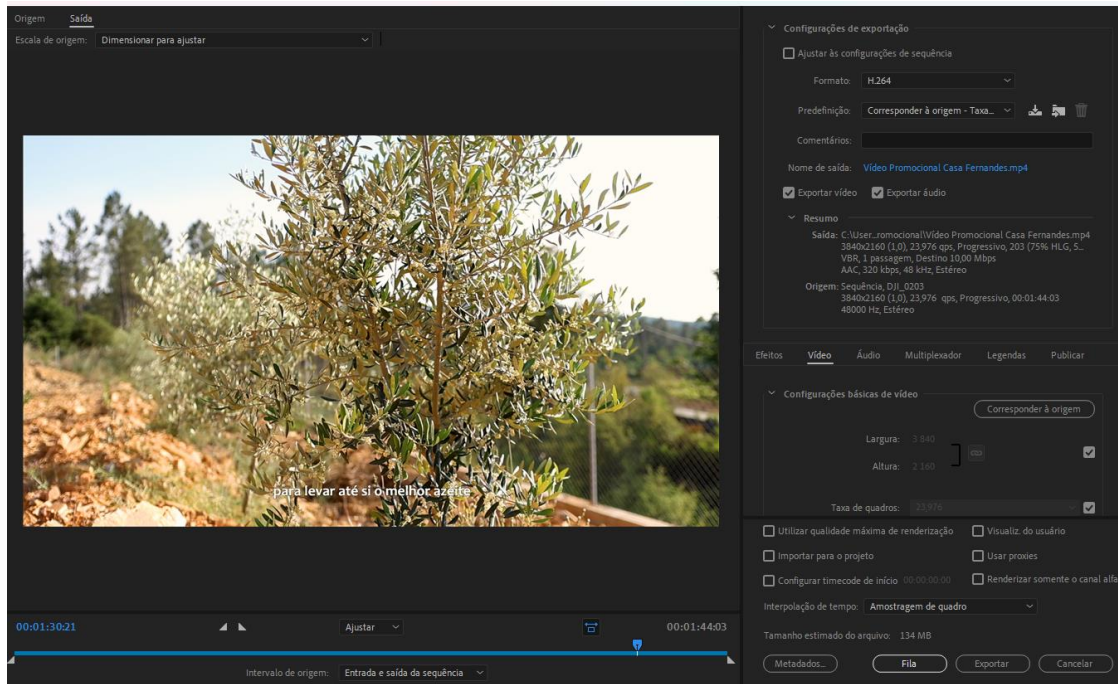 Origem Saída
Escala de origem: Dimensionar para ajustar
para levar até si o melhor azeite
00:01:30:21 Ajustar 00:01:44:03
Intervalo de origem: Entrada e saída da sequência
Configurações de exportação
Ajustar às configurações de sequência
Formato: H.264
Predefinição: Corresponder à origem - Taxa...
Comentários:
Nome de saída: Vídeo Promocional Casa Fernandes.mp4
Exportar vídeo Exportar áudio
Resumo
Saída: C:\User...romocional\Vídeo Promocional Casa Fernandes.mp4
3840x2160 (1,0), 23,976 qps, Progressivo, 203 (75% HLG, 5...
VBR, 1 passagem, Destino 10,00 Mbps
AAC, 320 kbps, 48 kHz, Estéreo
Origem: Sequência, DJI_0203
3840x2160 (1,0), 23,976 qps, Progressivo, 00:01:44:03
48000 Hz, Estéreo
Efeitos Vídeo Áudio Multiplexador Legendas Publicar
Configurações básicas de vídeo
Corresponder à origem
Largura: 3 840
Altura: 2 160
Taxa de quadros: 23,976
Utilizar qualidade máxima de renderização Visualiz. do usuário
Importar para o projeto Usar proxies
Configurar timecode de início 00:00:00:00 Renderizar somente o canal alfa
Interpolação de tempo: Amostragem de quadro
Tamanho estimado do arquivo: 134 MB
Metadados... Fila Exportar Cancelar